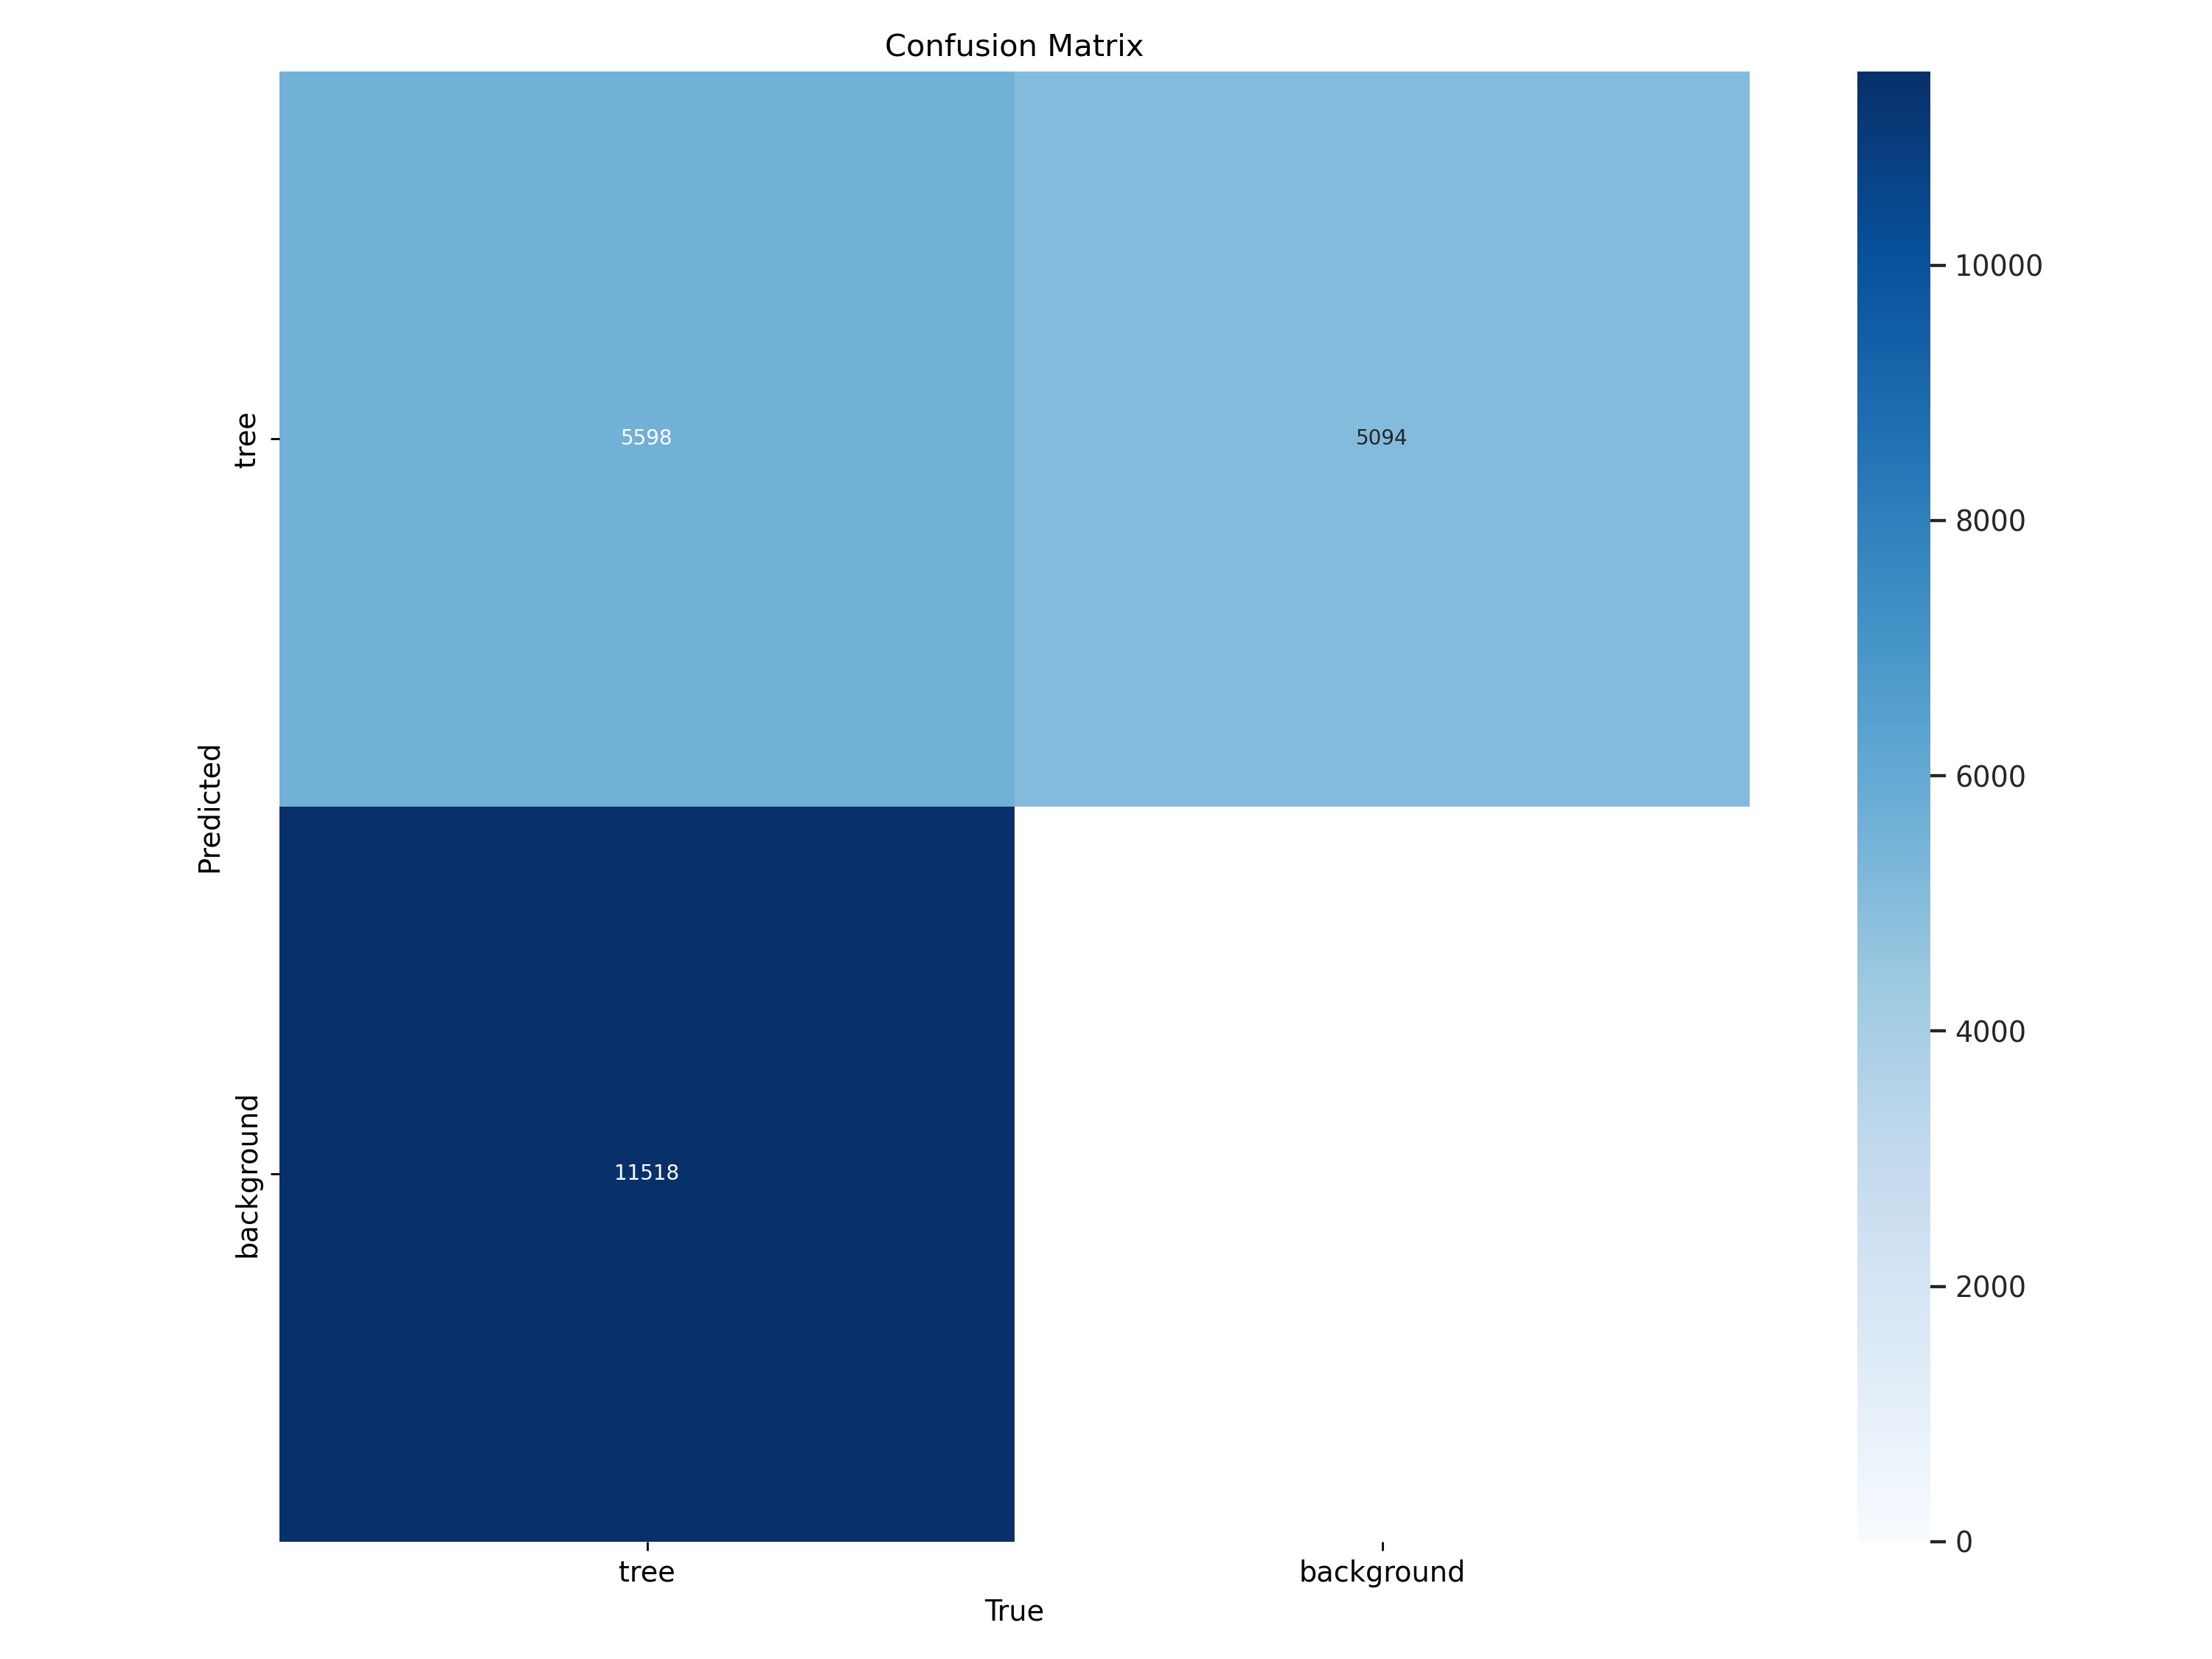 Confusion Matrix
tree
5598
5094
Predicted
background
11518
tree
background
True
10000
8000
6000
4000
2000
0